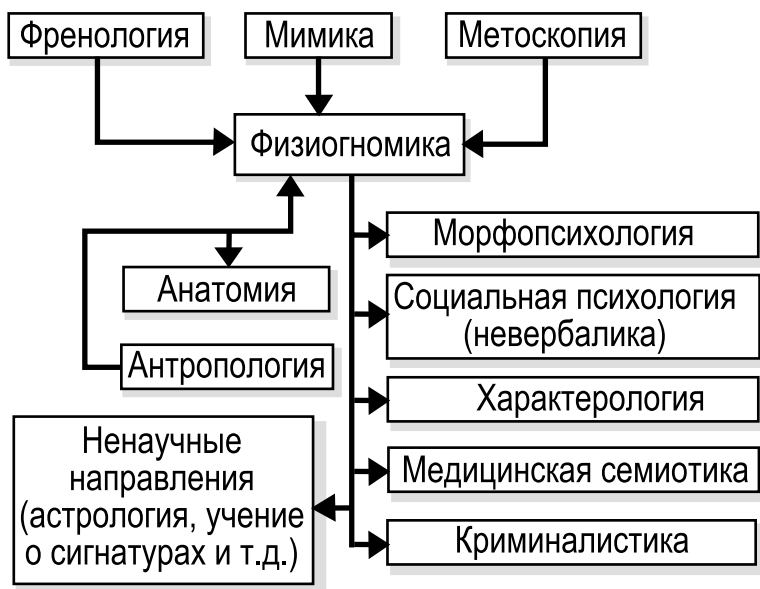 Френология
Мимика
Метоскопия
Физиогномика
Морфопсихология
Анатомия
Социальная психология
(невербалика)
Антропология
Характерология
Ненаучные
направления
(астрология, учение
о сигнатурах и т.д.)
Медицинская семиотика
Криминалистика